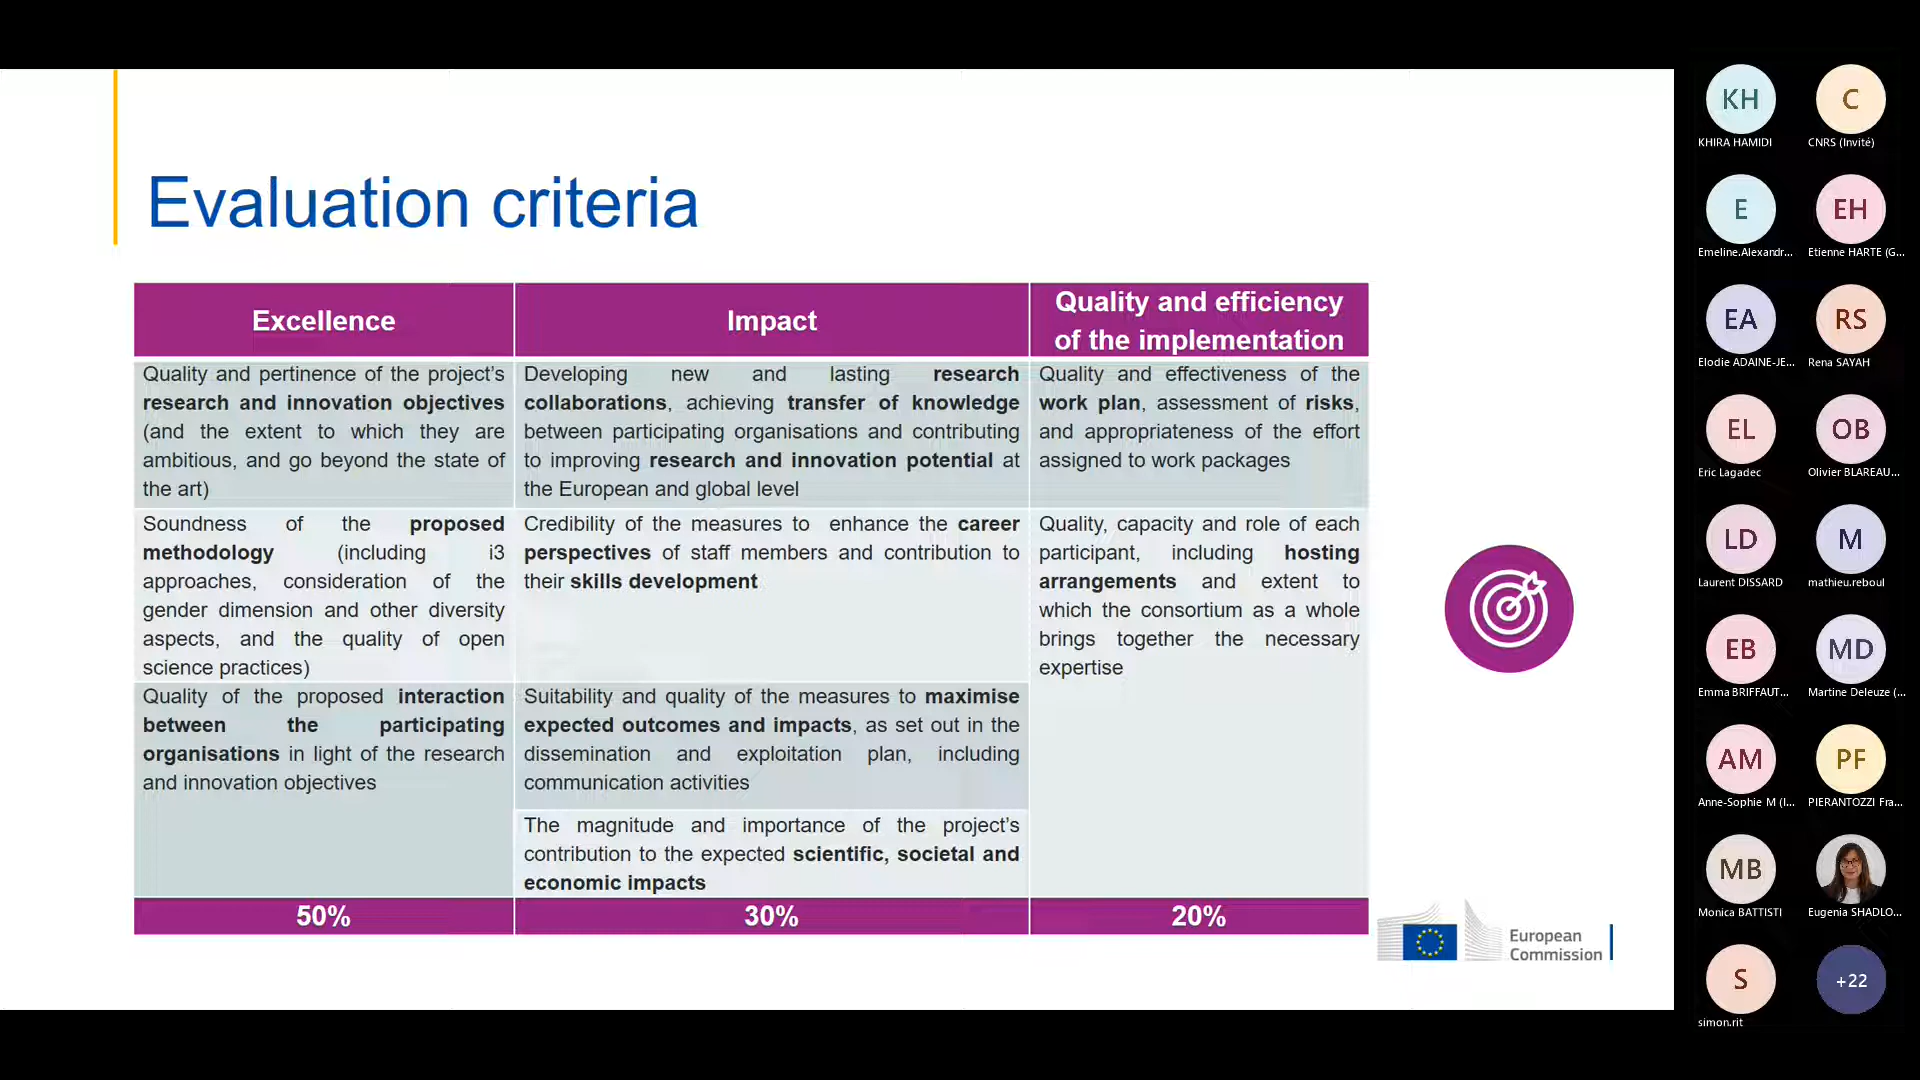 Evaluation criteria
Excellence
Impact
Quality and efficiency
of the implementation
Quality and pertinence of the project’s
research and innovation objectives
(and the extent to which they are
ambitious, and go beyond the state of
the art)
Developing new and lasting research
collaborations, achieving transfer of knowledge
between participating organisations and contributing
to improving research and innovation potential at
the European and global level
Quality and effectiveness of the
work plan, assessment of risks,
and appropriateness of the effort
assigned to work packages
Soundness of the proposed
methodology (including i3
approaches, consideration of the
gender dimension and other diversity
aspects, and the quality of open
science practices)
Credibility of the measures to enhance the career
perspectives of staff members and contribution to
their skills development
Quality, capacity and role of each
participant, including hosting
arrangements and extent to
which the consortium as a whole
brings together the necessary
expertise
Quality of the proposed interaction
between the participating
organisations in light of the research
and innovation objectives
Suitability and quality of the measures to maximise
expected outcomes and impacts, as set out in the
dissemination and exploitation plan, including
communication activities
The magnitude and importance of the project’s
contribution to the expected scientific, societal and
economic impacts
50%
30%
20%
European
Commission
KH
KHIRA HAMIDI
C
CNRS (Invité)
E
Emeline.Alexandr...
EH
Etienne HARTE (G...
EA
Elodie ADAINE-JE...
RS
Rena SAYAH
EL
Eric Lagadec
OB
Olivier BLAREAU...
LD
Laurent DISSARD
M
mathieu.reboul
EB
Emma BRIFFAUT...
MD
Martine Deleuze (...
AM
Anne-Sophie M (I...
PF
PIERANTOZZI Fra...
MB
Monica BATTISTI
Eugenia SHADLO...
S
simon.rit
+22